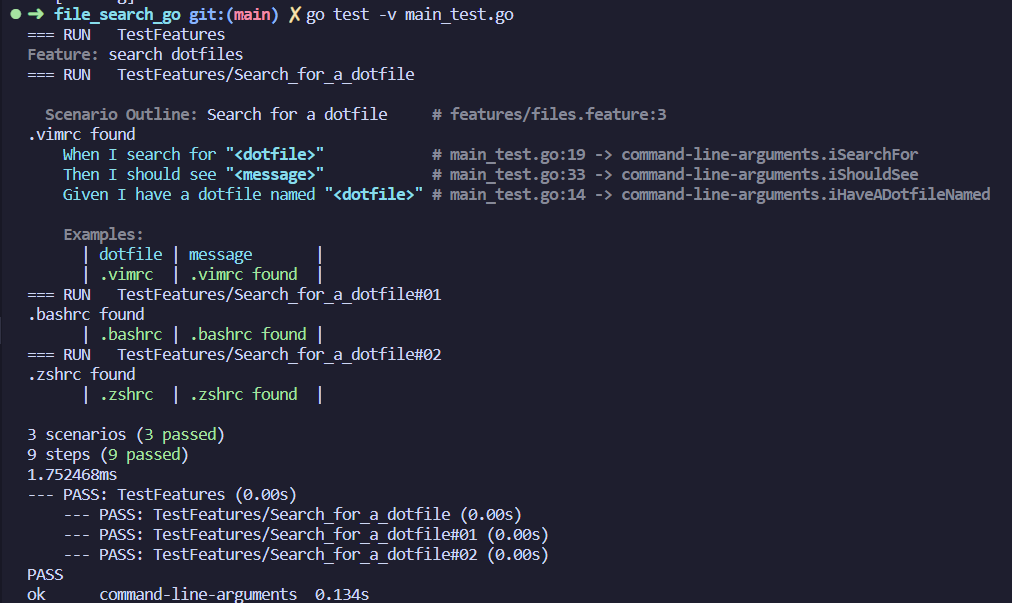 ➜ file_search_go git:(main) ✗ go test -v main_test.go
=== RUN   TestFeatures
Feature: search dotfiles
=== RUN   TestFeatures/Search_for_a_dotfile
  Scenario Outline: Search for a dotfile     # features/files.feature:3
.vimrc found
    When I search for "<dotfile>"            # main_test.go:19 -> command-line-arguments.iSearchFor
    Then I should see "<message>"            # main_test.go:33 -> command-line-arguments.iShouldSee
    Given I have a dotfile named "<dotfile>" # main_test.go:14 -> command-line-arguments.iHaveADotfileNamed
    Examples:
      | dotfile | message       |
      | .vimrc  | .vimrc found  |
=== RUN   TestFeatures/Search_for_a_dotfile#01
.bashrc found
      | .bashrc | .bashrc found |
=== RUN   TestFeatures/Search_for_a_dotfile#02
.zshrc found
      | .zshrc  | .zshrc found  |
3 scenarios (3 passed)
9 steps (9 passed)
1.752468ms
--- PASS: TestFeatures (0.00s)
    --- PASS: TestFeatures/Search_for_a_dotfile (0.00s)
    --- PASS: TestFeatures/Search_for_a_dotfile#01 (0.00s)
    --- PASS: TestFeatures/Search_for_a_dotfile#02 (0.00s)
PASS
ok      command-line-arguments  0.134s